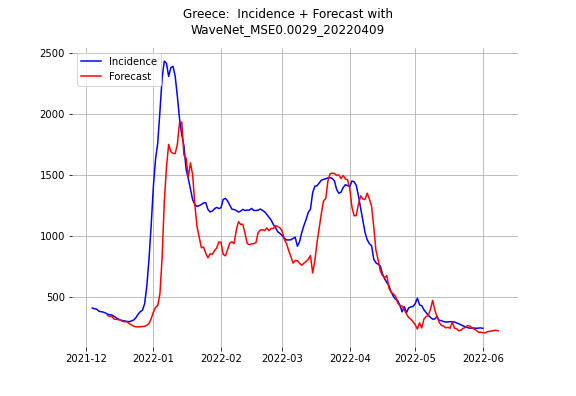 Greece:  Incidence + Forecast with
WaveNet_MSE0.0029_20220409
2500
2000
1500
1000
500
Incidence
Forecast
2021-12 2022-01 2022-02 2022-03 2022-04 2022-05 2022-06